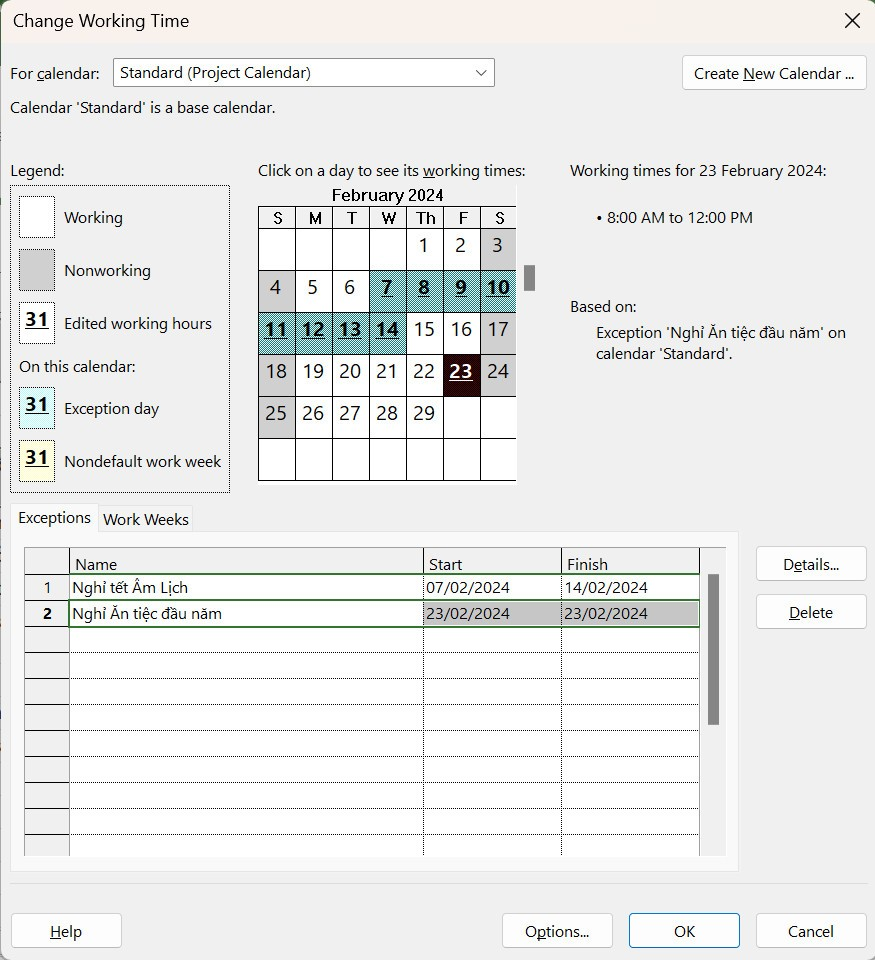 Change Working Time
For calendar:
Standard (Project Calendar)
Create New Calendar ...
Calendar 'Standard' is a base calendar.
Legend:
Working
Nonworking
31 Edited working hours
On this calendar:
31 Exception day
31 Nondefault work week
Click on a day to see its working times:
February 2024
S M T W Th F S
1 2 3
4 5 6 7 8 9 10
11 12 13 14 15 16 17
18 19 20 21 22 23 24
25 26 27 28 29
Working times for 23 February 2024:
• 8:00 AM to 12:00 PM
Based on:
Exception 'Nghỉ Ăn tiệc đầu năm' on
calendar 'Standard'.
Exceptions Work Weeks
Name Start Finish
1 Nghỉ tết Âm Lịch 07/02/2024 14/02/2024
2 Nghỉ Ăn tiệc đầu năm 23/02/2024 23/02/2024
Details...
Delete
Help
Options...
OK
Cancel